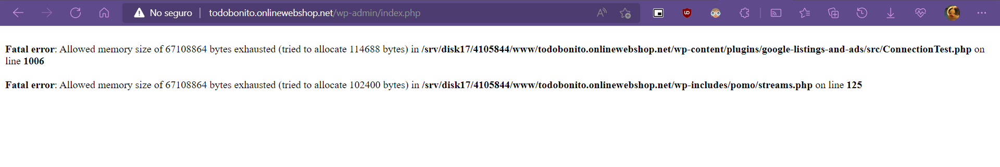 No seguro | todobonito.onlinewebshop.net/wp-admin/index.php
Fatal error: Allowed memory size of 67108864 bytes exhausted (tried to allocate 114688 bytes) in /srv/disk17/4105844/www/todobonito.onlinewebshop.net/wp-content/plugins/google-listings-and-ads/src/ConnectionTest.php on
line 1006
Fatal error: Allowed memory size of 67108864 bytes exhausted (tried to allocate 102400 bytes) in /srv/disk17/4105844/www/todobonito.onlinewebshop.net/wp-includes/pomo/streams.php on line 125